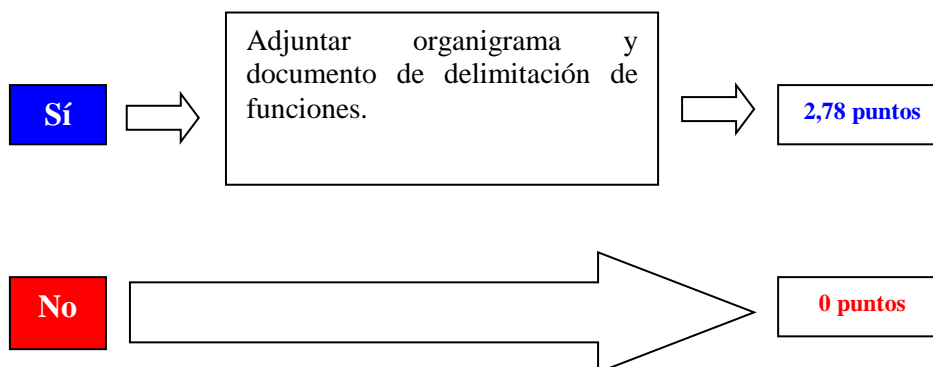 Adjuntar organigrama y
documento de delimitación de
funciones.
Sí
2,78 puntos
No
0 puntos